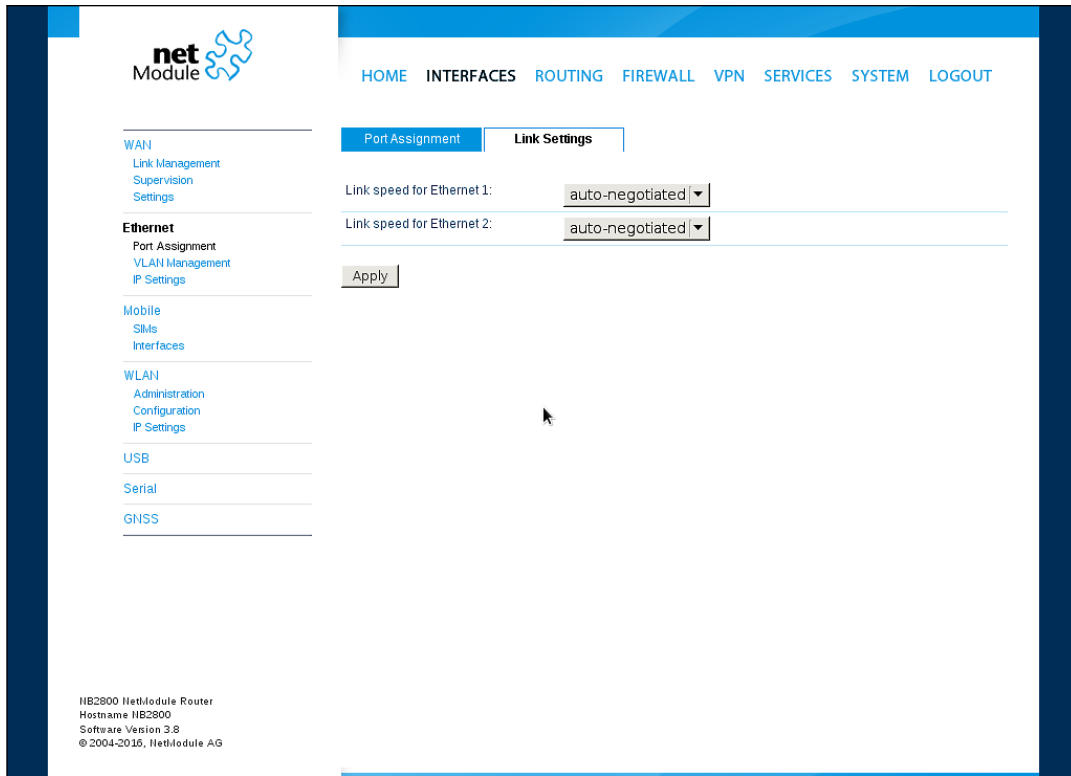 net
Module
HOME INTERFACES ROUTING FIREWALL VPN SERVICES SYSTEM LOGOUT
WAN
Link Management
Supervision
Settings
Ethernet
Port Assignment
VLAN Management
IP Settings
Mobile
SIMs
Interfaces
WLAN
Administration
Configuration
IP Settings
USB
Serial
GNSS
Port Assignment Link Settings
Link speed for Ethernet 1: auto-negotiated
Link speed for Ethernet 2: auto-negotiated
Apply
NB2800 NetModule Router
Hostname NB2800
Software Version 3.8
© 2004-2016, NetModule AG